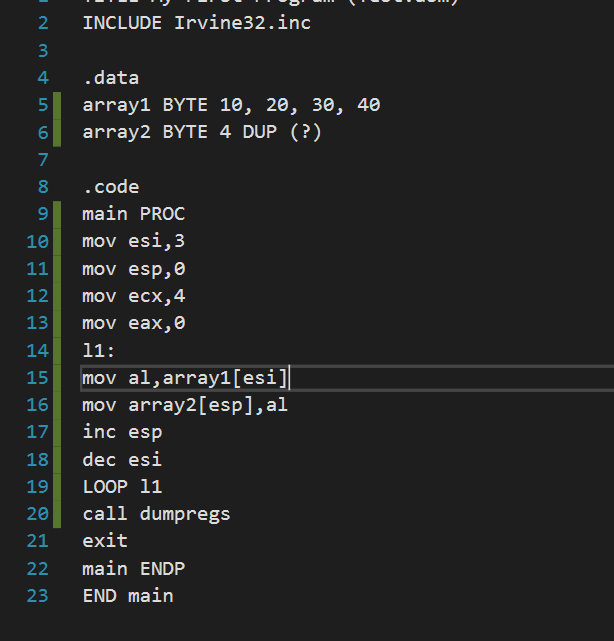 2 INCLUDE Irvine32.inc
3
4 .data
5 array1 BYTE 10, 20, 30, 40
6 array2 BYTE 4 DUP (?)
7
8 .code
9 main PROC
10 mov esi,3
11 mov esp,0
12 mov ecx,4
13 mov eax,0
14 l1:
15 mov al,array1[esi]
16 mov array2[esp],al
17 inc esp
18 dec esi
19 LOOP l1
20 call dumpregs
21 exit
22 main ENDP
23 END main